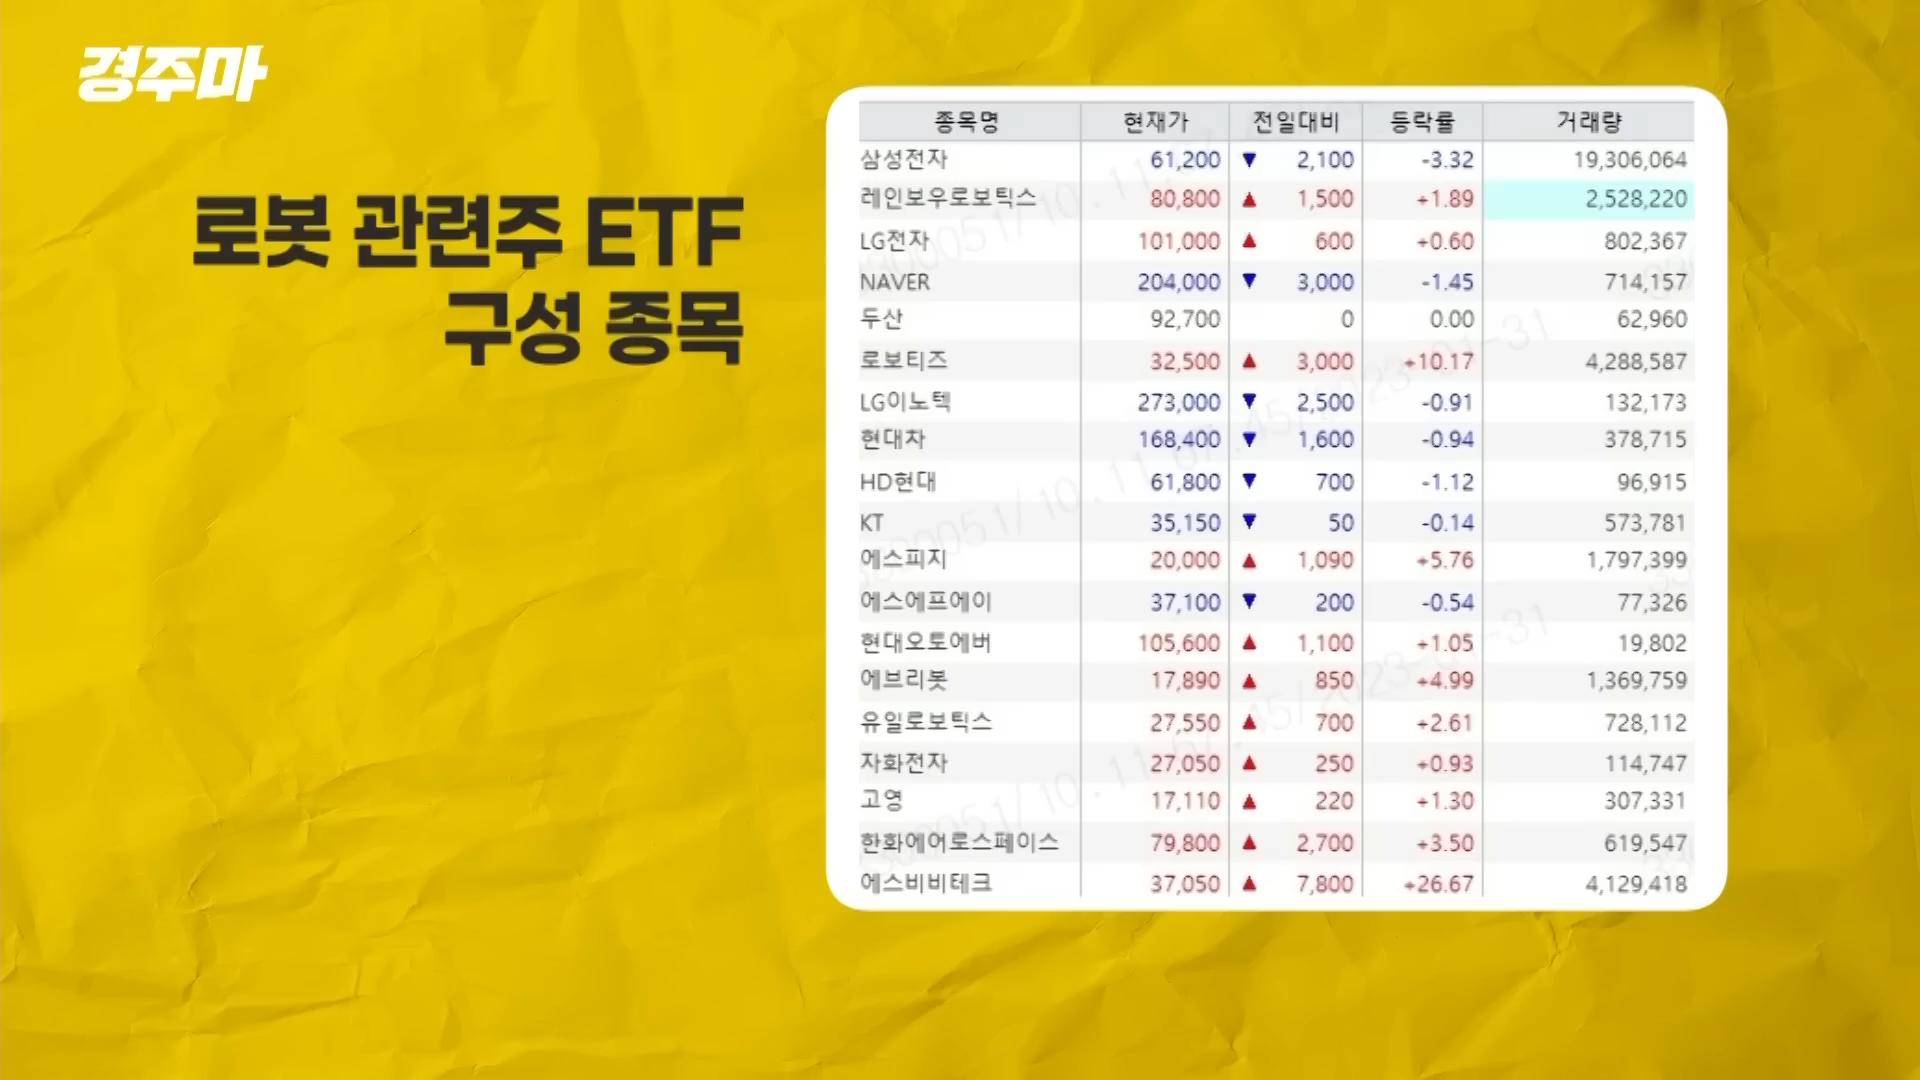 경주마
로봇 관련주 ETF
구성 종목
종목명 현재가 전일대비 등락률 거래량
삼성전자 61,200 ▼ 2,100 -3.32 19,306,064
레인보우로보틱스 80,800 ▲ 1,500 +1.89 2,528,220
LG전자 101,000 ▲ 600 +0.60 802,367
NAVER 204,000 ▼ 3,000 -1.45 714,157
두산 92,700 0 0.00 62,960
로보티즈 32,500 ▲ 3,000 +10.17 4,288,587
LG이노텍 273,000 ▼ 2,500 -0.91 132,173
현대차 168,400 ▼ 1,600 -0.94 378,715
HD현대 61,800 ▼ 700 -1.12 96,915
KT 35,150 ▼ 50 -0.14 573,781
에스피지 20,000 ▲ 1,090 +5.76 1,797,399
에스에프에이 37,100 ▼ 200 -0.54 77,326
현대오토에버 105,600 ▲ 1,100 +1.05 19,802
에브리봇 17,890 ▲ 850 +4.99 1,369,759
유일로보틱스 27,550 ▲ 700 +2.61 728,112
자화전자 27,050 ▲ 250 +0.93 114,747
고영 17,110 ▲ 220 +1.30 307,331
한화에어로스페이스 79,800 ▲ 2,700 +3.50 619,547
에스비비테크 37,050 ▲ 7,800 +26.67 4,129,418